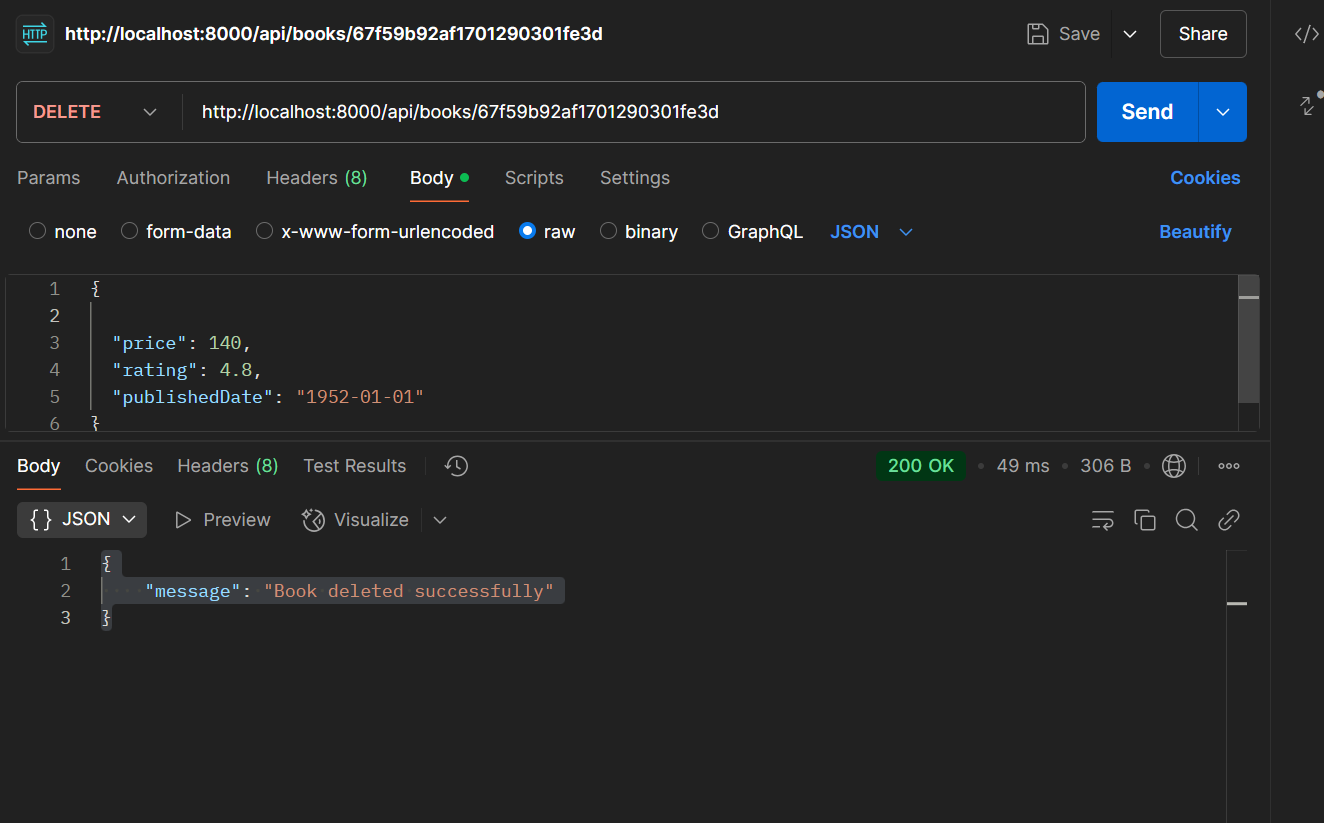 HTTP http://localhost:8000/api/books/67f59b92af1701290301fe3d Save Share
DELETE http://localhost:8000/api/books/67f59b92af1701290301fe3d Send
Params Authorization Headers (8) Body Scripts Settings Cookies
none form-data x-www-form-urlencoded raw binary GraphQL JSON Beautify
1 {
2
3 "price": 140,
4 "rating": 4.8,
5 "publishedDate": "1952-01-01"
6 }
Body Cookies Headers (8) Test Results 200 OK • 49 ms • 306 B •
{} JSON Preview Visualize
1 {
2 "message": "Book deleted successfully"
3 }